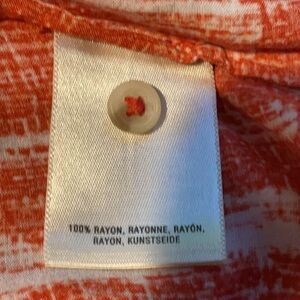 100% RAYON, RAYONNE, RAYÓN,
RAYON, KUNSTSEIDE